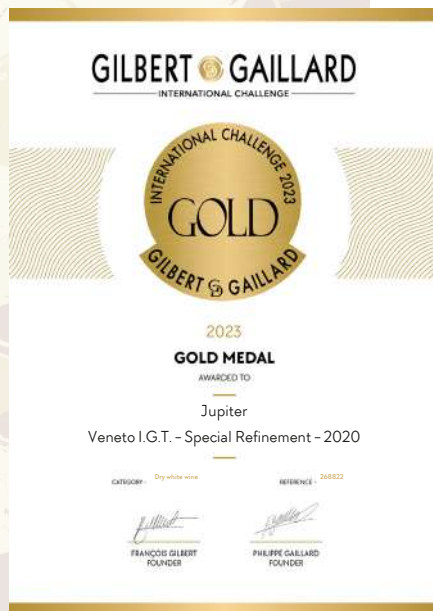 GILBERT GAILLARD
INTERNATIONAL CHALLENGE
INTERNATIONAL CHALLENGE 2023
GOLD
GILBERT GAILLARD
2023
GOLD MEDAL
AWARDED TO
Jupiter
Veneto I.G.T. – Special Refinement – 2020
CATEGORY - Dry white wine REFERENCE - 268822
FRANÇOIS GILBERT PHILIPPE GAILLARD
FOUNDER FOUNDER